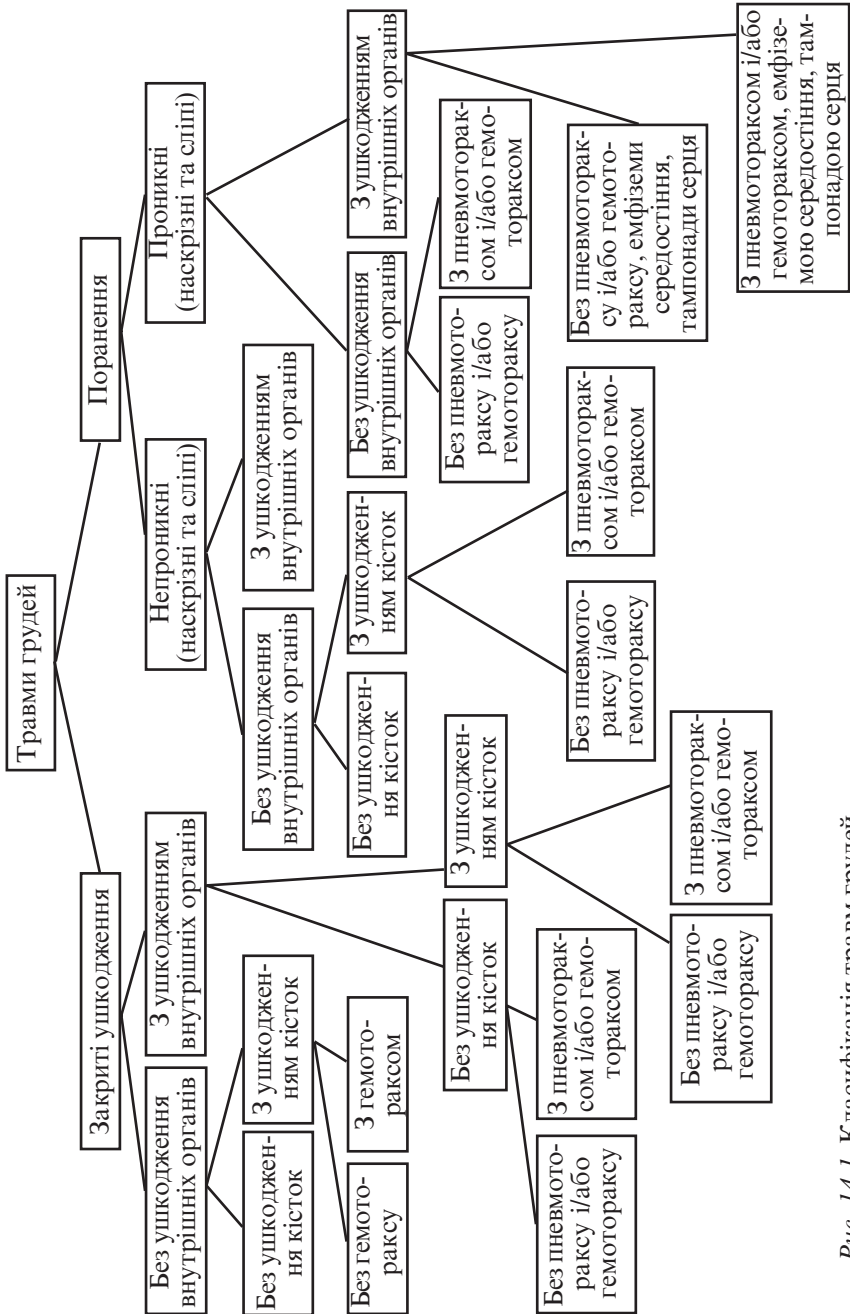 Травми грудей
Закриті ушкодження
Поранення
Без ушкодження
внутрішніх органів
З ушкодженням
внутрішніх органів
Непроникні
(наскрізні та сліпі)
Проникні
(наскрізні та сліпі)
Без ушкоджен-
ня кісток
З ушкоджен-
ням кісток
Без ушкодження
внутрішніх органів
З ушкодженням
внутрішніх органів
Без гемото-
раксу
З гемото-
раксом
Без ушкоджен-
ня кісток
З ушкоджен-
ням кісток
Без ушкодження
внутрішніх органів
З ушкодженням
внутрішніх органів
Без ушкоджен-
ня кісток
З ушкоджен-
ням кісток
Без пневмото-
раксу і/або
гемотораксу
З пневмоторак-
сом і/або гемо-
тораксом
Без пневмото-
раксу і/або
гемотораксу
З пневмоторак-
сом і/або гемо-
тораксом
Без пневмото-
раксу і/або
гемотораксу
З пневмоторак-
сом і/або гемо-
тораксом
Без пневмоторак-
су і/або гемото-
раксу, емфіземи
середостіння,
тампонади серця
Без пневмото-
раксу і/або
гемотораксу
З пневмоторак-
сом і/або гемо-
тораксом
З пневмотораксом і/або
гемотораксом, емфізе-
мою середостіння, там-
понадою серця
Рис. 14.1. Класифікація травм грудей